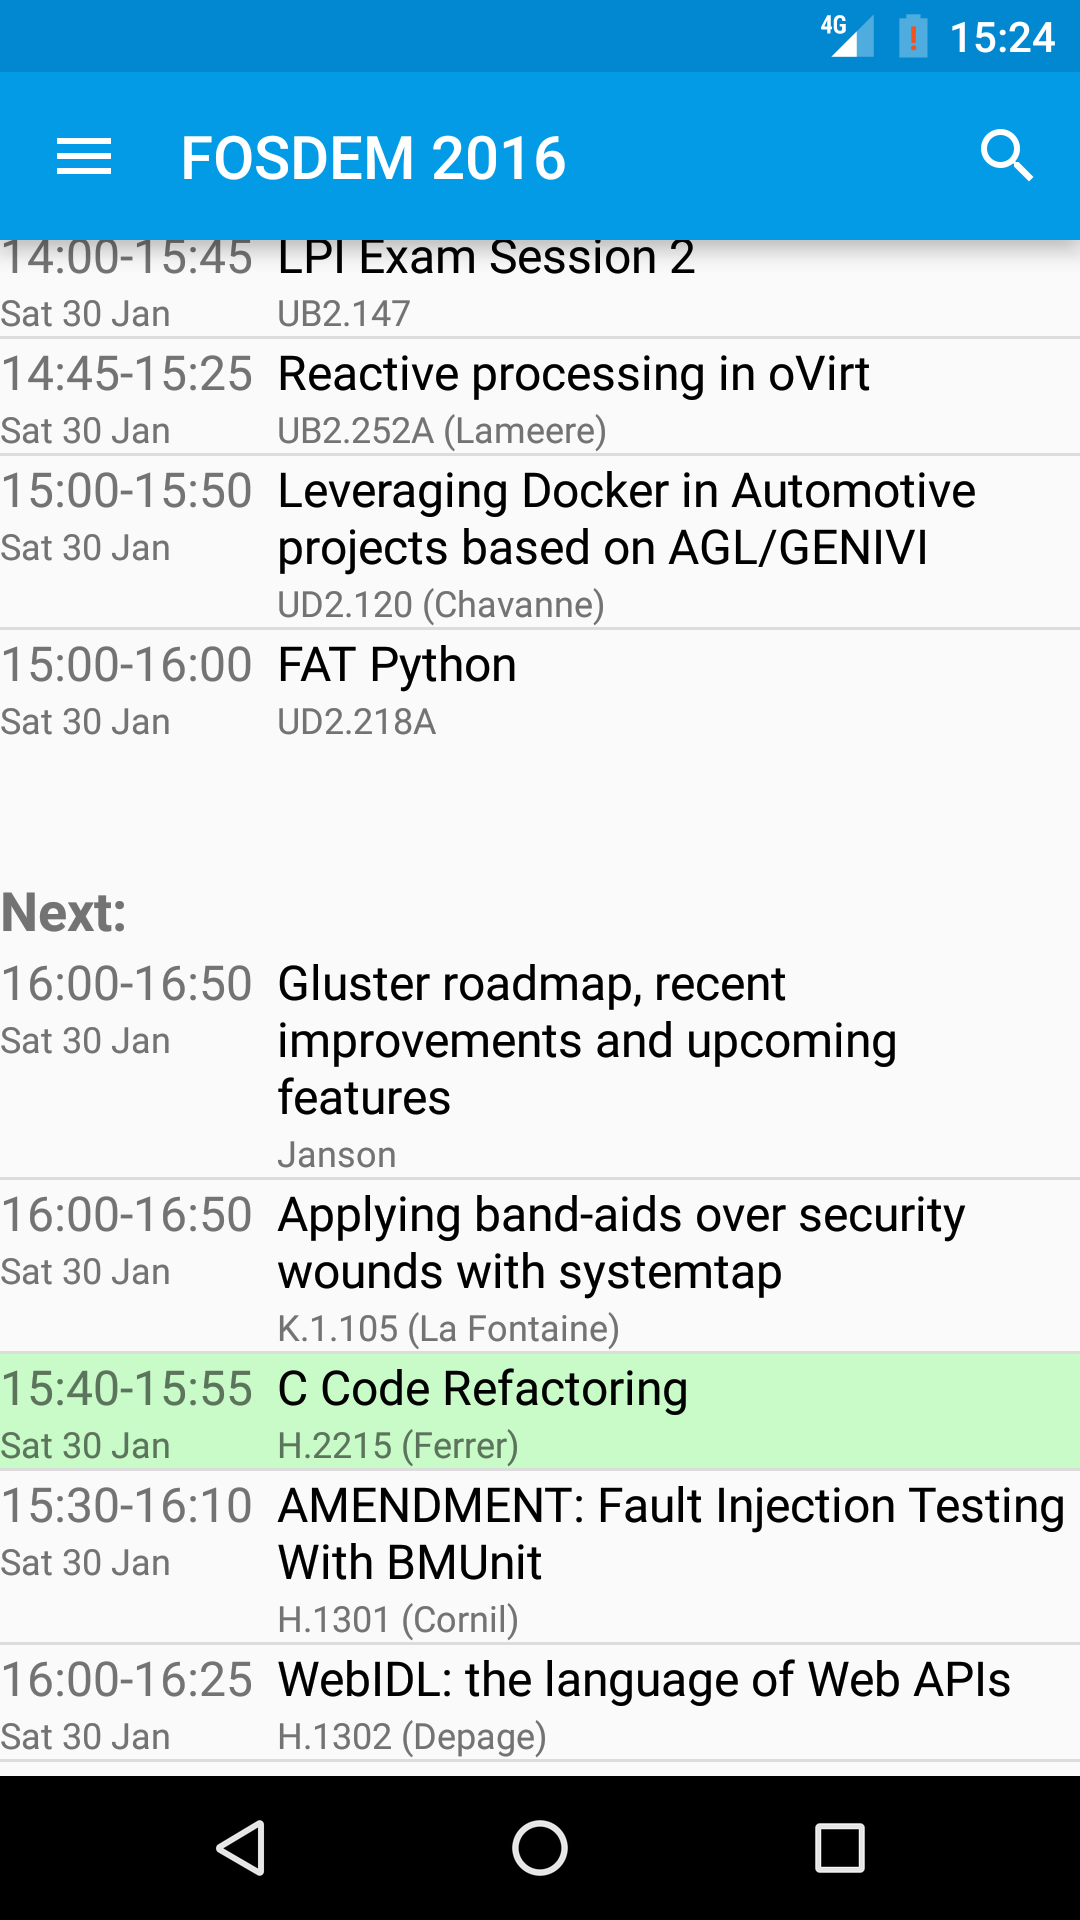 4G 15:24
FOSDEM 2016
14:00-15:45 LPI Exam Session 2
Sat 30 Jan UB2.147
14:45-15:25 Reactive processing in oVirt
Sat 30 Jan UB2.252A (Lameere)
15:00-15:50 Leveraging Docker in Automotive
Sat 30 Jan projects based on AGL/GENIVI
UD2.120 (Chavanne)
15:00-16:00 FAT Python
Sat 30 Jan UD2.218A
Next:
16:00-16:50 Gluster roadmap, recent
Sat 30 Jan improvements and upcoming
features
Janson
16:00-16:50 Applying band-aids over security
Sat 30 Jan wounds with systemtap
K.1.105 (La Fontaine)
15:40-15:55 C Code Refactoring
Sat 30 Jan H.2215 (Ferrer)
15:30-16:10 AMENDMENT: Fault Injection Testing
Sat 30 Jan With BMUnit
H.1301 (Cornil)
16:00-16:25 WebIDL: the language of Web APIs
Sat 30 Jan H.1302 (Depage)